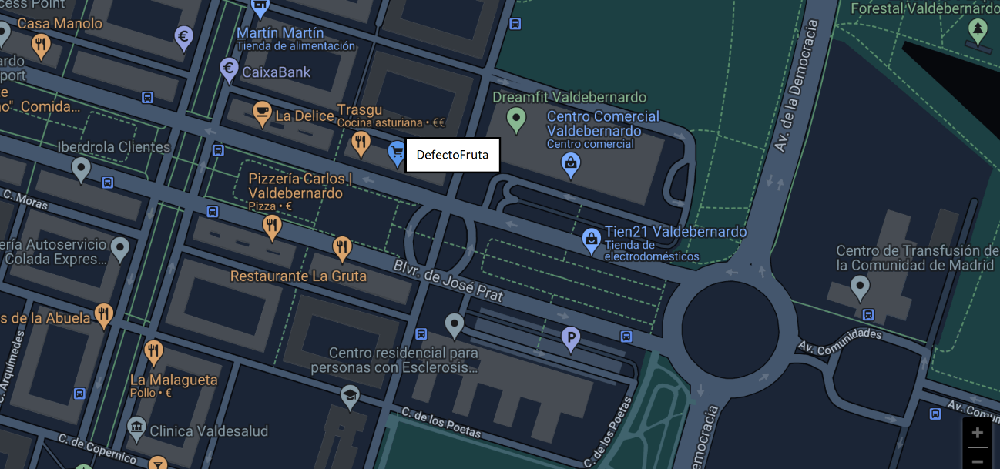 cess Point
Casa Manolo
Martín Martín
Tienda de alimentación
CaixaBank
ardo
port
e
no". Comida...
La Delice
Trasgu
Cocina asturiana • €€
DefectoFruta
Dreamfit Valdebernardo
Centro Comercial
Valdebernardo
Centro comercial
Forestal Valdebernardo
Av. de la Democracia
Iberdrola Clientes
C. Moras
Pizzería Carlos |
Valdebernardo
Pizza • €
Tien21 Valdebernardo
Tienda de
electrodomésticos
ería Autoservicio
Colada Expres...
Restaurante La Gruta
Blvr. de José Prat
Centro de Transfusión de
la Comunidad de Madrid
s de la Abuela
C. Arquímedes
P
Av. Comunidades
Centro residencial para
personas con Esclerosis...
La Malagueta
Pollo • €
Clinica Valdesalud
C. de Copernico
C. de los Poetas
C. de los Poetas
emocracia
Av. Comun
+
−